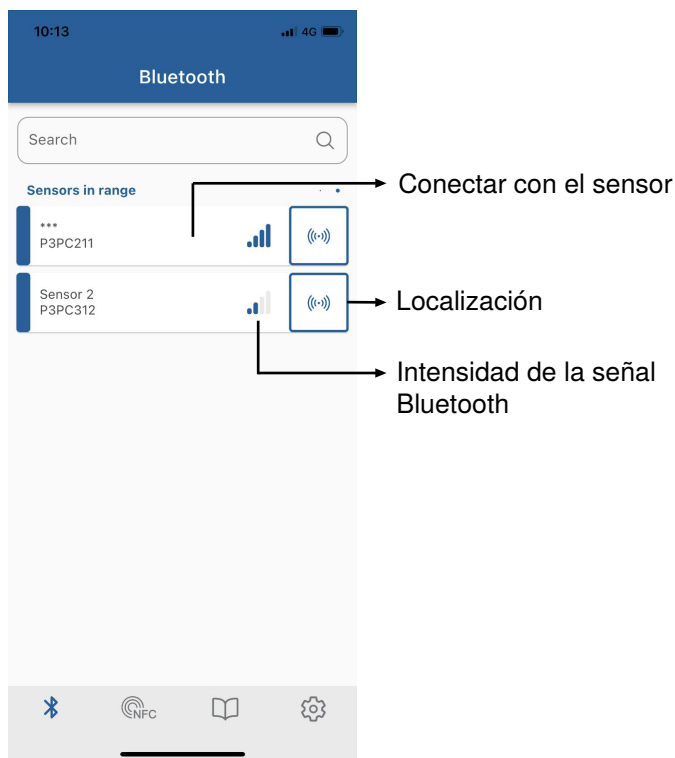 10:13
4G
Bluetooth
Search
Sensors in range
Conectar con el sensor
***
P3PC211
Sensor 2
P3PC312
Localización
Intensidad de la señal
Bluetooth
NFC